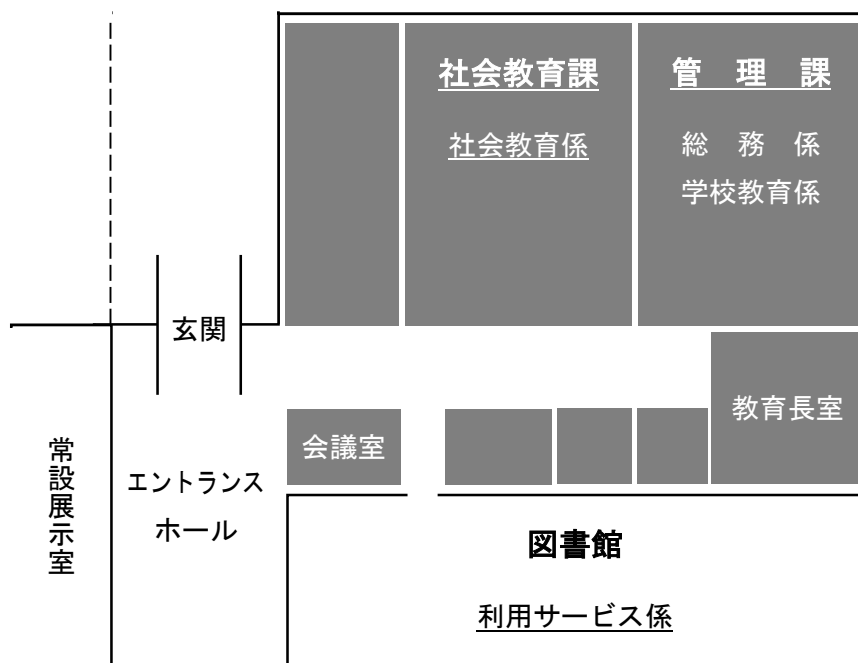 社会教育課
管　理　課
社会教育係
総　務　係
学校教育係
玄関
教育長室
会議室
常設展示室
エントランス
ホール
図書館
利用サービス係